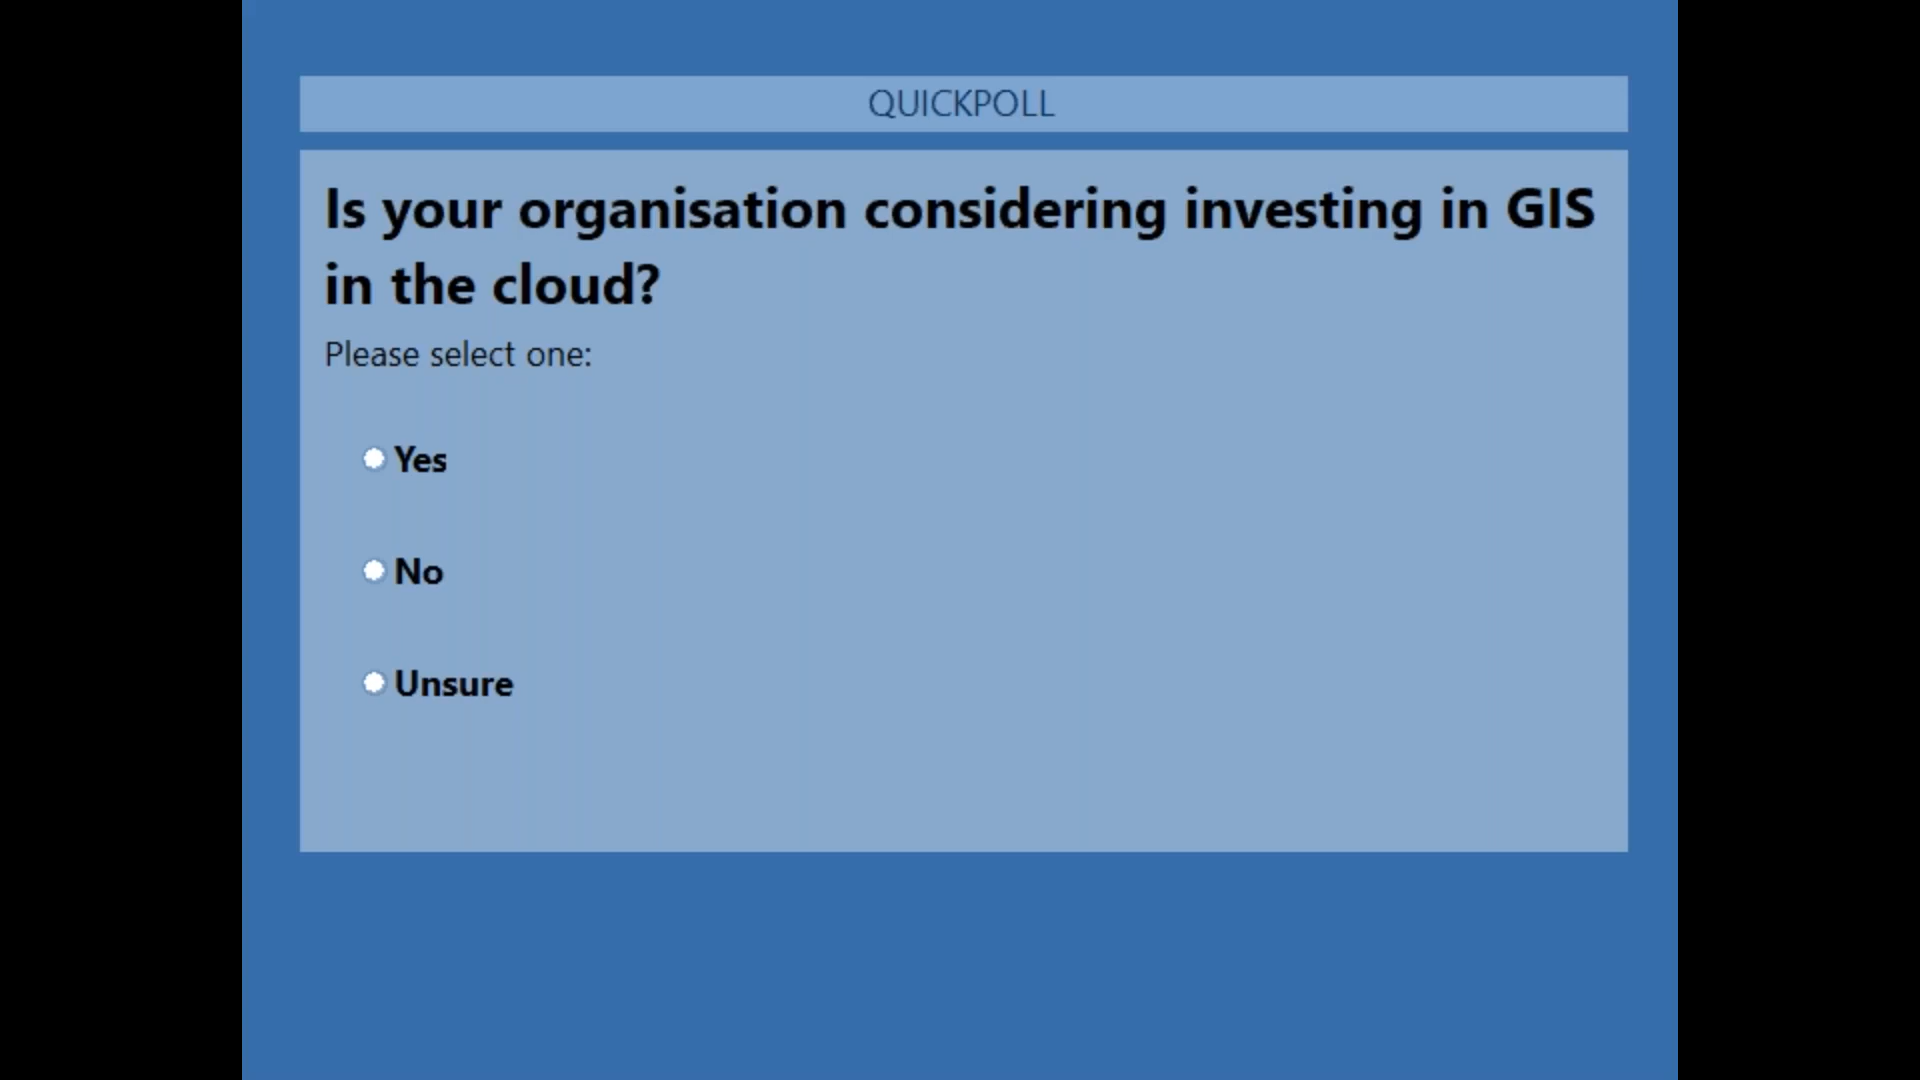 QUICKPOLL
Is your organisation considering investing in GIS
in the cloud?
Please select one:
Yes
No
Unsure